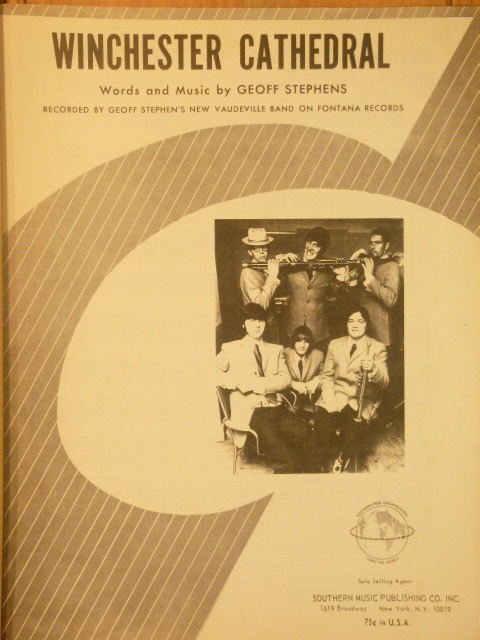 WINCHESTER CATHEDRAL
Words and Music by GEOFF STEPHENS
RECORDED BY GEOFF STEPHEN'S NEW VAUDEVILLE BAND ON FONTANA RECORDS
Sole Selling Agent
SOUTHERN MUSIC PUBLISHING CO. INC.
1619 Broadway New York, N.Y. 10019
75¢ in U.S.A.